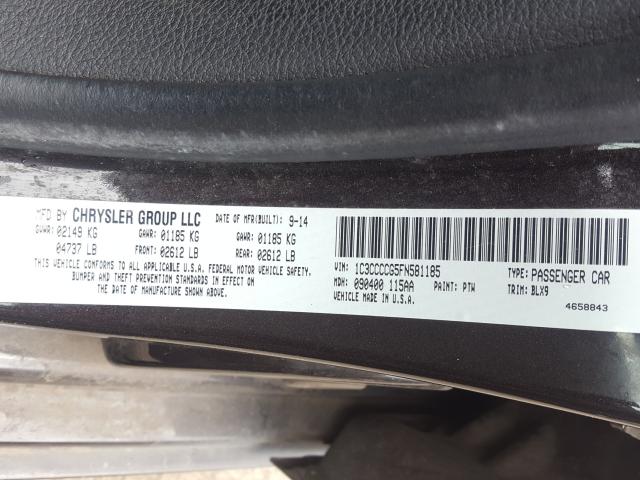 MFD BY CHRYSLER GROUP LLC DATE OF MFR(BUILT): 9-14
GVWR: 02149 KG GAWR: 01185 KG GAWR: 01185 KG
04737 LB FRONT: 02612 LB REAR: 02612 LB
THIS VEHICLE CONFORMS TO ALL APPLICABLE U.S.A. FEDERAL MOTOR VEHICLE SAFETY,
BUMPER AND THEFT PREVENTION STANDARDS IN EFFECT ON
THE DATE OF MANUFACTURE SHOWN ABOVE.
VIN: 1C3CCCCG5FN581185 TYPE: PASSENGER CAR
MDH: 090400 115AA PAINT: PTW TRIM: BLX9
VEHICLE MADE IN U.S.A. 4658843